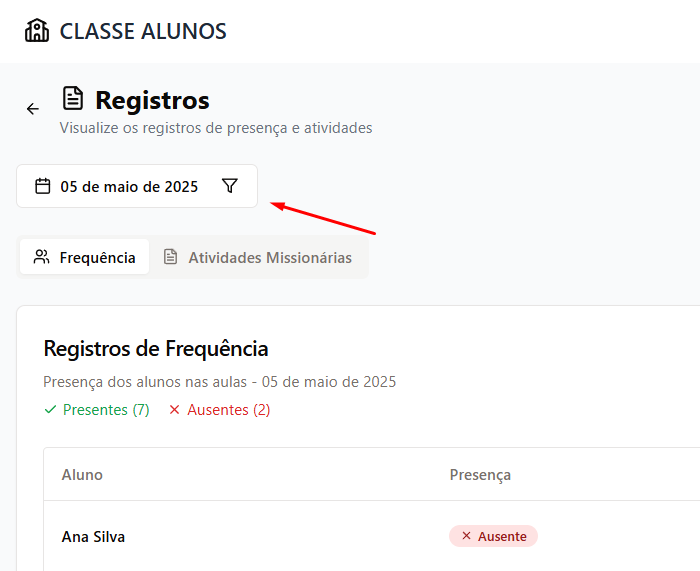 CLASSE ALUNOS
Registros
Visualize os registros de presença e atividades
05 de maio de 2025
Frequência Atividades Missionárias
Registros de Frequência
Presença dos alunos nas aulas - 05 de maio de 2025
Presentes (7) Ausentes (2)
Aluno Presença
Ana Silva Ausente